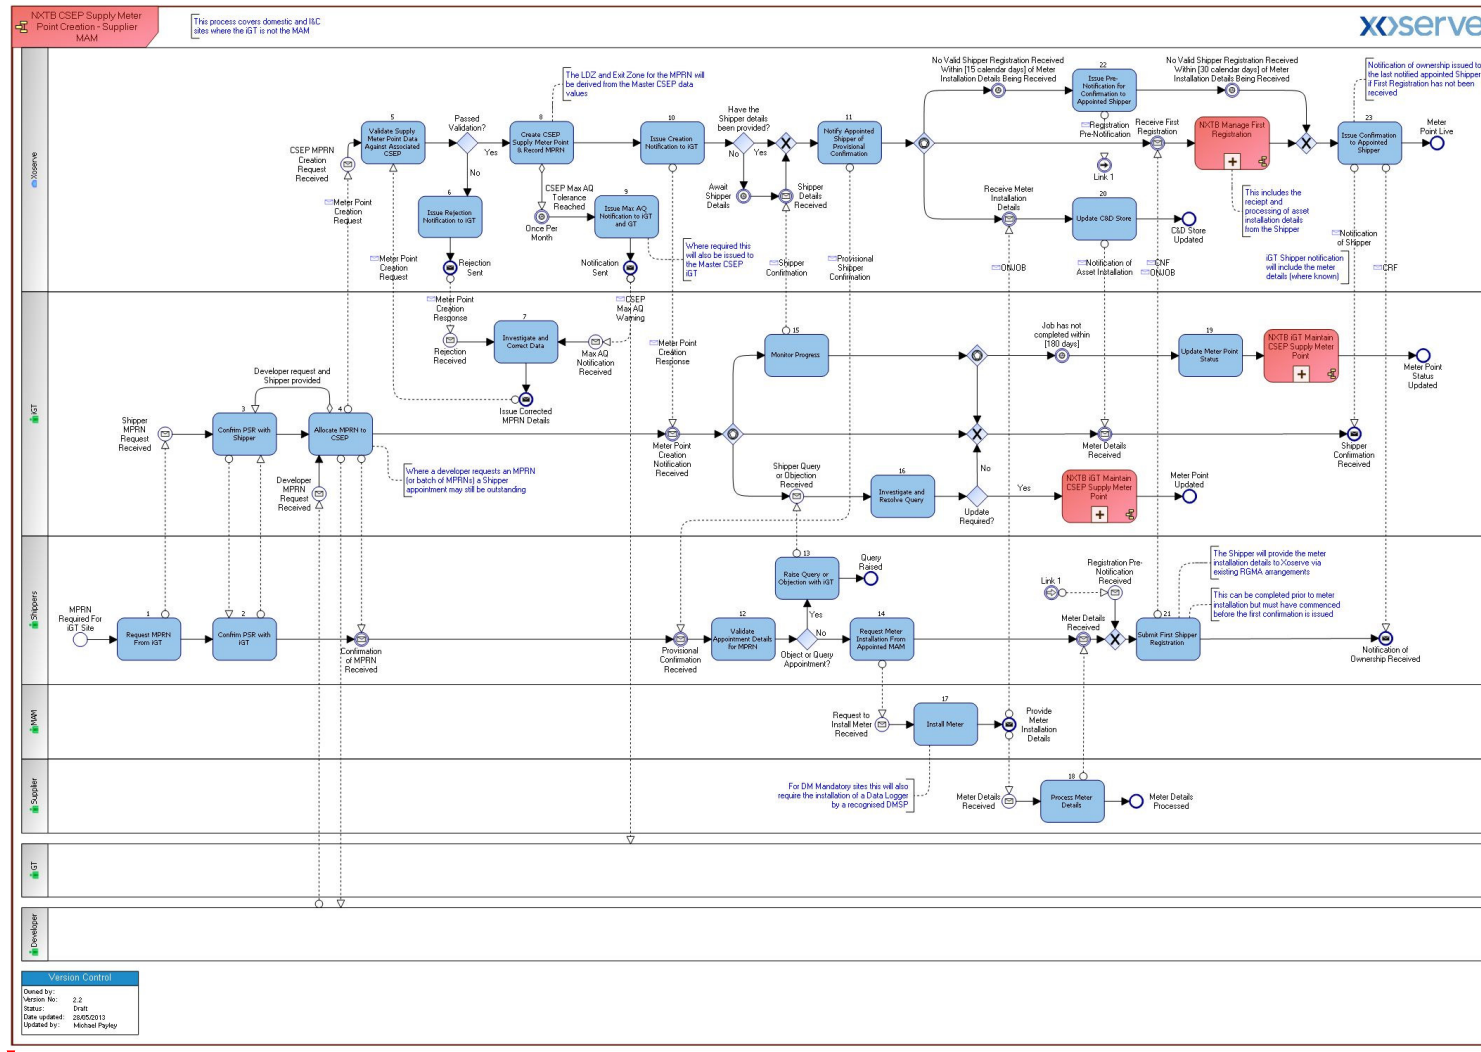 NXTB CSEP Supply Meter
Point Creation - Supplier
MAM
This process covers domestic and I&C
sites where the iGT is not the MAM
xoserve
Xoserve
The LDZ and Exit Zone for the MPRN will
be derived from the Master CSEP data
values
No Valid Shipper Registration Received
Within [15 calendar days] of Meter
Installation Details Being Received
22
Issue Pre-
Notification for
Confirmation to
Appointed Shipper
No Valid Shipper Registration Received
Within [30 calendar days] of Meter
Installation Details Being Received
Notification of ownership issued to
the last notified appointed Shipper
if First Registration has not been
received
CSEP MPRN
Creation
Request
Received
5
Validate Supply
Meter Point Data
Against Associated
CSEP
Passed
Validation?
Yes
No
8
Create CSEP
Supply Meter Point
& Record MPRN
10
Issue Creation
Notification to iGT
Have the
Shipper details
been provided?
No
Yes
11
Notify Appointed
Shipper of
Provisional
Confirmation
Registration
Pre-Notification
Receive First
Registration
NXTB Manage First
Registration
23
Issue Confirmation
to Appointed
Shipper
Meter
Point Live
Link 1
Meter Point
Creation
Request
6
Issue Rejection
Notification to iGT
CSEP Max AQ
Tolerance
Reached
Once Per
Month
9
Issue Max AQ
Notification to iGT
and GT
Await
Shipper
Details
Shipper
Details
Received
Receive Meter
Installation
Details
20
Update C&D Store
C&D Store
Updated
This includes the
reciept and
processing of asset
installation details
from the Shipper
Where required this
will also be issued to
the Master CSEP
iGT
Meter Point
Creation
Request
Rejection
Sent
Notification
Sent
Shipper
Confirmation
Provisional
Shipper
Confirmation
ONJOB
Notification of
Asset Installation
CNF
ONJOB
Notification
of Shipper
iGT Shipper notification
will include the meter
details (where known)
CRF
iGT
Meter Point
Creation
Response
Rejection
Received
7
Investigate and
Correct Data
CSEP
Max AQ
Warning
Max AQ
Notification
Received
Meter Point
Creation
Response
Issue Corrected
MPRN Details
15
Monitor Progress
Job has not
completed within
[180 days]
19
Update Meter Point
Status
NXTB iGT Maintain
CSEP Supply Meter
Point
Meter Point
Status
Updated
Developer request and
Shipper provided
Shipper
MPRN
Request
Received
3
Confrim PSR with
Shipper
4
Allocate MPRN to
CSEP
Developer
MPRN
Request
Received
Where a developer requests an MPRN
(or batch of MPRNs) a Shipper
appointment may still be outstanding
Meter Point
Creation
Notification
Received
Shipper Query
or Objection
Received
16
Investigate and
Resolve Query
No
Yes
Update
Required?
Meter Details
Received
NXTB iGT Maintain
CSEP Supply Meter
Point
Meter Point
Updated
Shipper
Confirmation
Received
Shippers
MPRN
Required For
iGT Site
1
Request MPRN
From iGT
2
Confrim PSR with
iGT
Confirmation
of MPRN
Received
Provisional
Confirmation
Received
12
Validate
Appointment Details
for MPRN
13
Raise Query or
Objection with iGT
Query
Raised
Yes
No
Object or Query
Appointment?
14
Request Meter
Installation From
Appointed MAM
Link 1
Registration Pre-
Notification
Received
Meter Details
Received
21
Submit First Shipper
Registration
The Shipper will provide the meter
installation details to Xoserve via
existing RGMA arrangements
This can be completed prior to meter
installation but must have commenced
before the first confirmation is issued
Notification of
Ownership Received
MAM
Request to
Install Meter
Received
17
Install Meter
Provide
Meter
Installation
Details
Supplier
For DM Mandatory sites this will also
require the installation of a Data Logger
by a recognised DMSP
Meter Details
Received
18
Process Meter
Details
Meter Details
Processed
GT
Developer
Version Control
Owned by:
Version No: 2.2
Status: Draft
Date updated: 28/05/2013
Updated by: Michael Payley